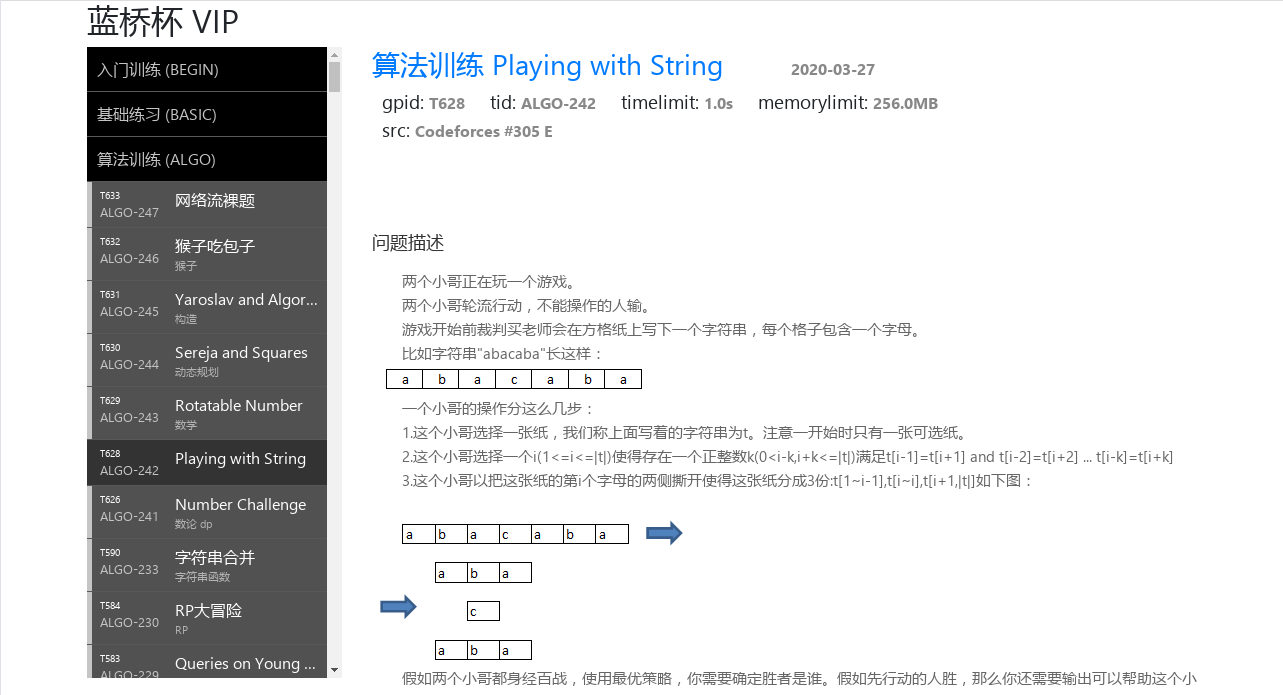 蓝桥杯 VIP
入门训练 (BEGIN)
基础练习 (BASIC)
算法训练 (ALGO)
T633
ALGO-247
网络流裸题
T632
ALGO-246
猴子吃包子
猴子
T631
ALGO-245
Yaroslav and Algor...
构造
T630
ALGO-244
Sereja and Squares
动态规划
T629
ALGO-243
Rotatable Number
数学
T628
ALGO-242
Playing with String
T626
ALGO-241
Number Challenge
数论 dp
T590
ALGO-233
字符串合并
字符串函数
T584
ALGO-230
RP大冒险
RP
T583
ALGO-229
Queries on Young ...
算法训练 Playing with String 2020-03-27
gpid: T628 tid: ALGO-242 timelimit: 1.0s memorylimit: 256.0MB
src: Codeforces #305 E
问题描述
两个小哥正在玩一个游戏。
两个小哥轮流行动，不能操作的人输。
游戏开始前裁判买老师会在方格纸上写下一个字符串，每个格子包含一个字母。
比如字符串"abacaba"长这样：
a b a c a b a
一个小哥的操作分这么几步：
1.这个小哥选择一张纸，我们称上面写着的字符串为t。注意一开始时只有一张可选纸。
2.这个小哥选择一个i(1<=i<=|t|)使得存在一个正整数k(0<i-k,i+k<=|t|)满足t[i-1]=t[i+1] and t[i-2]=t[i+2] ... t[i-k]=t[i+k]
3.这个小哥以把这张纸的第i个字母的两侧撕开使得这张纸分成3份:t[1~i-1],t[i~i],t[i+1,|t|]如下图：
a b a c a b a
a b a
c
a b a
假如两个小哥都身经百战，使用最优策略，你需要确定胜者是谁。假如先行动的人胜，那么你还需要输出可以帮助这个小